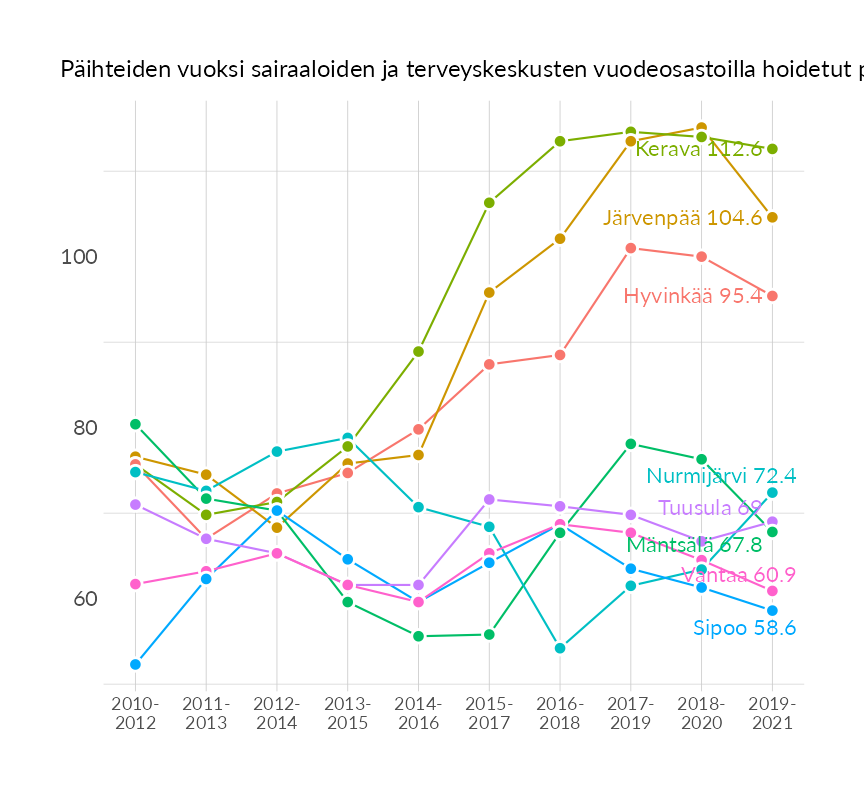 Päihteiden vuoksi sairaaloiden ja terveyskeskusten vuodeosastoilla hoidetut
Kerava 112.6
Järvenpää 104.6
100
Hyvinkää 95.4
80
Nurmijärvi 72.4
Tuusula 69
Mäntsälä 67.8
Vantaa 60.9
60
Sipoo 58.6
2010- 2011- 2012- 2013- 2014- 2015- 2016- 2017- 2018- 2019-
2012 2013 2014 2015 2016 2017 2018 2019 2020 2021